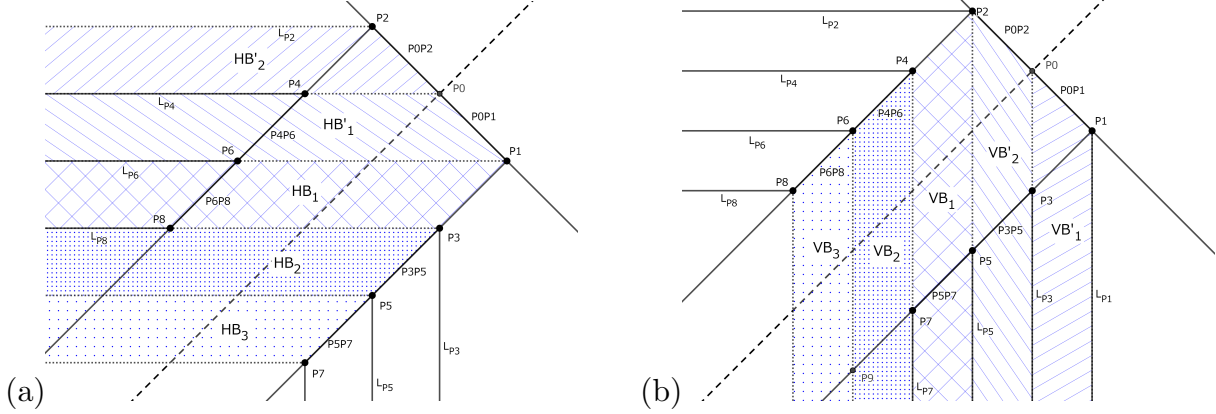 P2
L_P2
P0P2
HB'_2
P4
P0
L_P4
P0P1
HB'_1
P4P6
P6
P1
L_P6
HB_1
P6P8
P8
L_P8
P3
HB_2
P3P5
P5
HB_3
P5P7
L_P3
P7
L_P5
(a)
P2
L_P2
P0P2
P4
P0
L_P4
P0P1
P4P6
P6
P1
L_P6
VB'_2
P6P8
P8
P3
L_P8
VB_1
P3P5
VB'_1
VB_3
VB_2
P5
P5P7
L_P3
L_P1
P7
L_P5
P9
L_P7
(b)